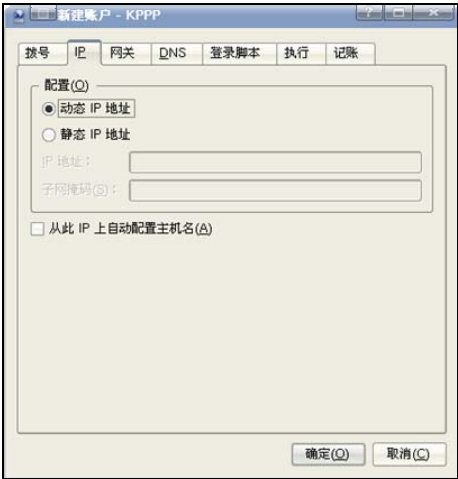 新建账户 - KPPP
拨号 IP 网关 DNS 登录脚本 执行 记账
配置(O)
动态 IP 地址
静态 IP 地址
IP 地址：
子网掩码(S)：
从此 IP 上自动配置主机名(A)
确定(O) 取消(C)